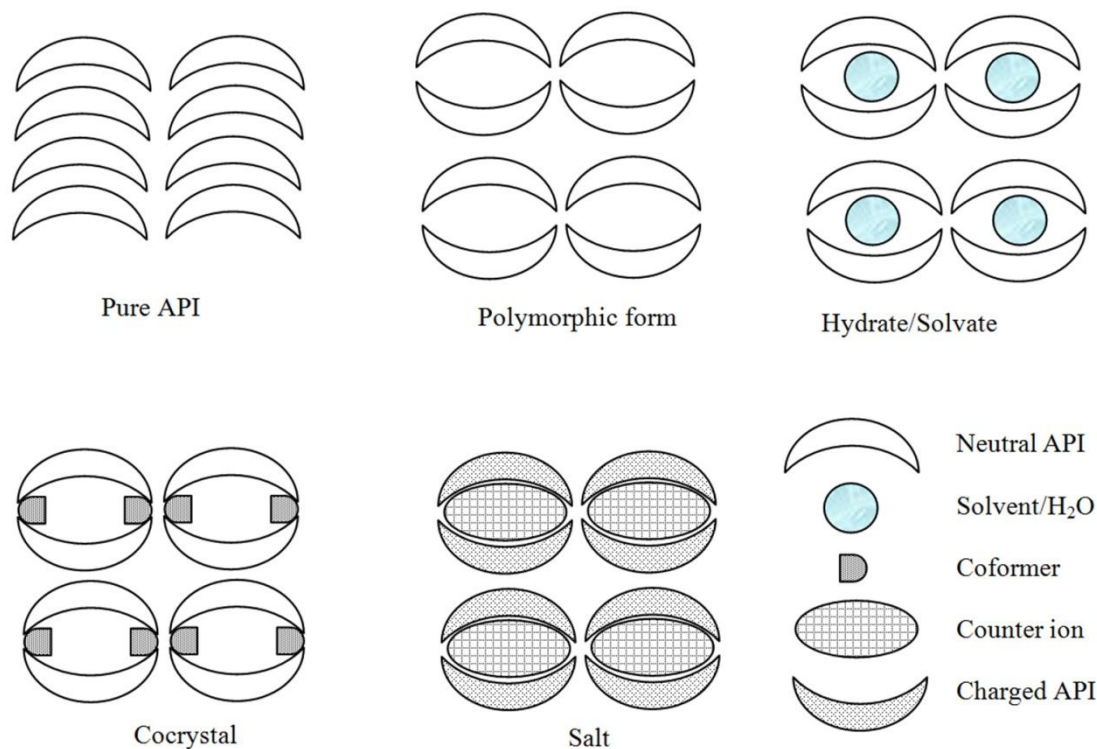 Pure API
Polymorphic form
Hydrate/Solvate
Neutral API
Solvent/H₂O
Coformer
Counter ion
Charged API
Cocrystal
Salt